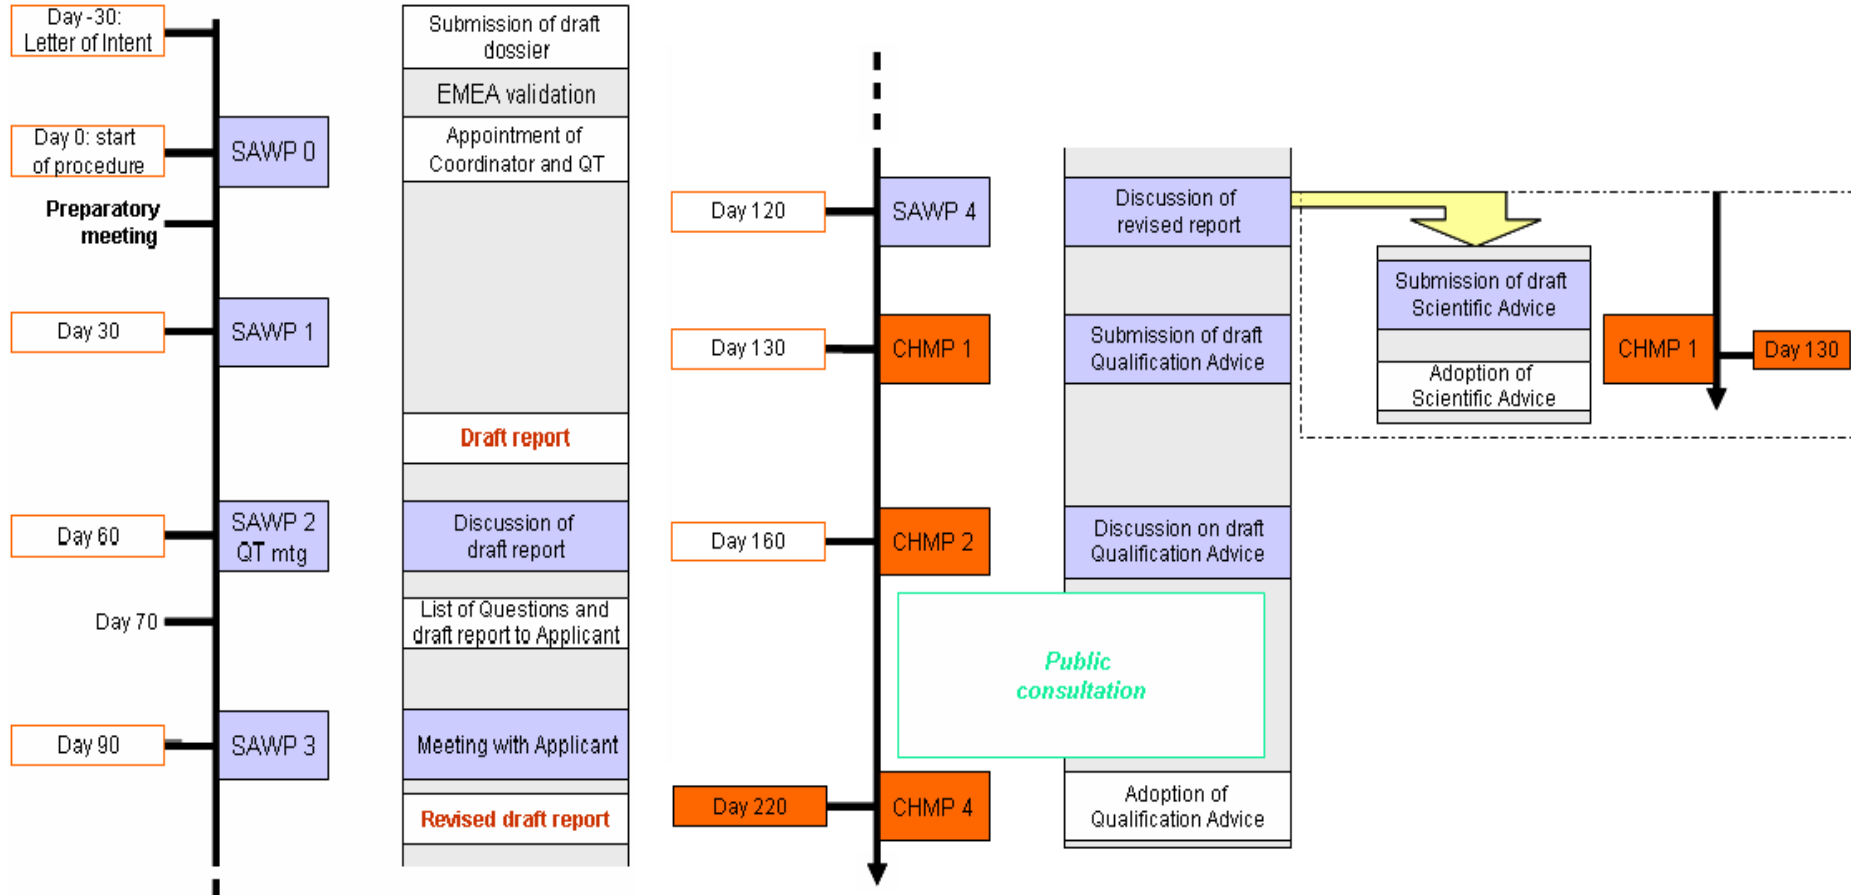 Day -30:
Letter of Intent
Day 0: start
of procedure
Preparatory
meeting
Day 30
Day 60
Day 70
Day 90
SAWP 0
SAWP 1
SAWP 2
QT mtg
SAWP 3
Submission of draft
dossier
EMEA validation
Appointment of
Coordinator and QT
Draft report
Discussion of
draft report
List of Questions and
draft report to Applicant
Meeting with Applicant
Revised draft report
Day 120
Day 130
Day 160
Day 220
SAWP 4
CHMP 1
CHMP 2
CHMP 4
Discussion of
revised report
Submission of draft
Qualification Advice
Discussion on draft
Qualification Advice
Public
consultation
Adoption of
Qualification Advice
Submission of draft
Scientific Advice
Adoption of
Scientific Advice
CHMP 1
Day 130